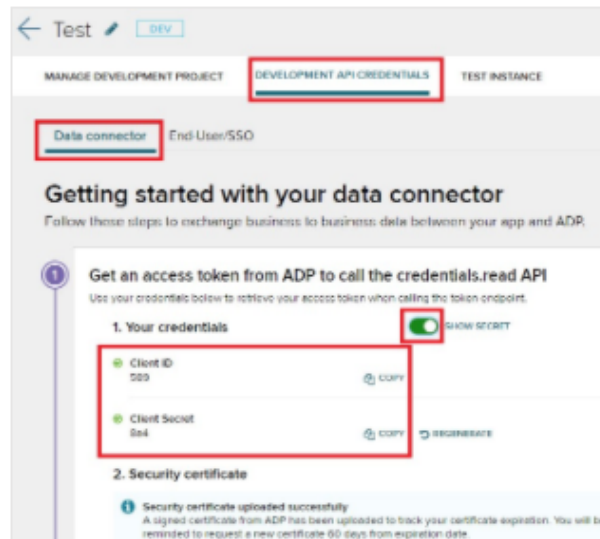 Test DEV
MANAGE DEVELOPMENT PROJECT DEVELOPMENT API CREDENTIALS TEST INSTANCE
Data connector End-User/SSO
Getting started with your data connector
Follow these steps to exchange business to business data between your app and ADP.
1
Get an access token from ADP to call the credentials.read API
Use your credentials below to retrieve your access token when calling the token endpoint.
1. Your credentials SHOW SECRET
Client ID
589 COPY
Client Secret
8e4 COPY REGENERATE
2. Security certificate
Security certificate uploaded successfully
A signed certificate from ADP has been uploaded to track your certificate expiration. You will b
reminded to request a new certificate 60 days from expiration date.